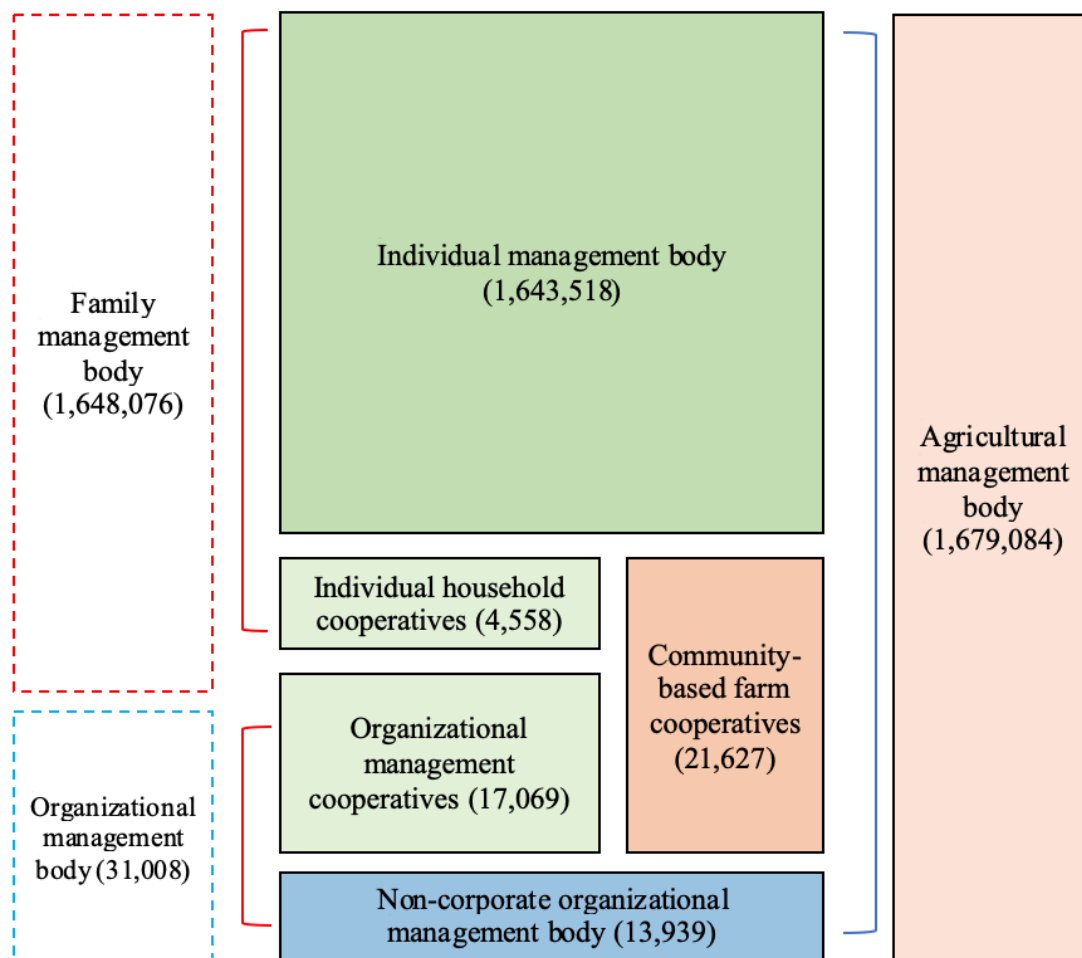 Family
management
body
(1,648,076)
Organizational
management
body (31,008)
Individual management body
(1,643,518)
Individual household
cooperatives (4,558)
Organizational
management
cooperatives (17,069)
Community-
based farm
cooperatives
(21,627)
Non-corporate organizational
management body (13,939)
Agricultural
management
body
(1,679,084)